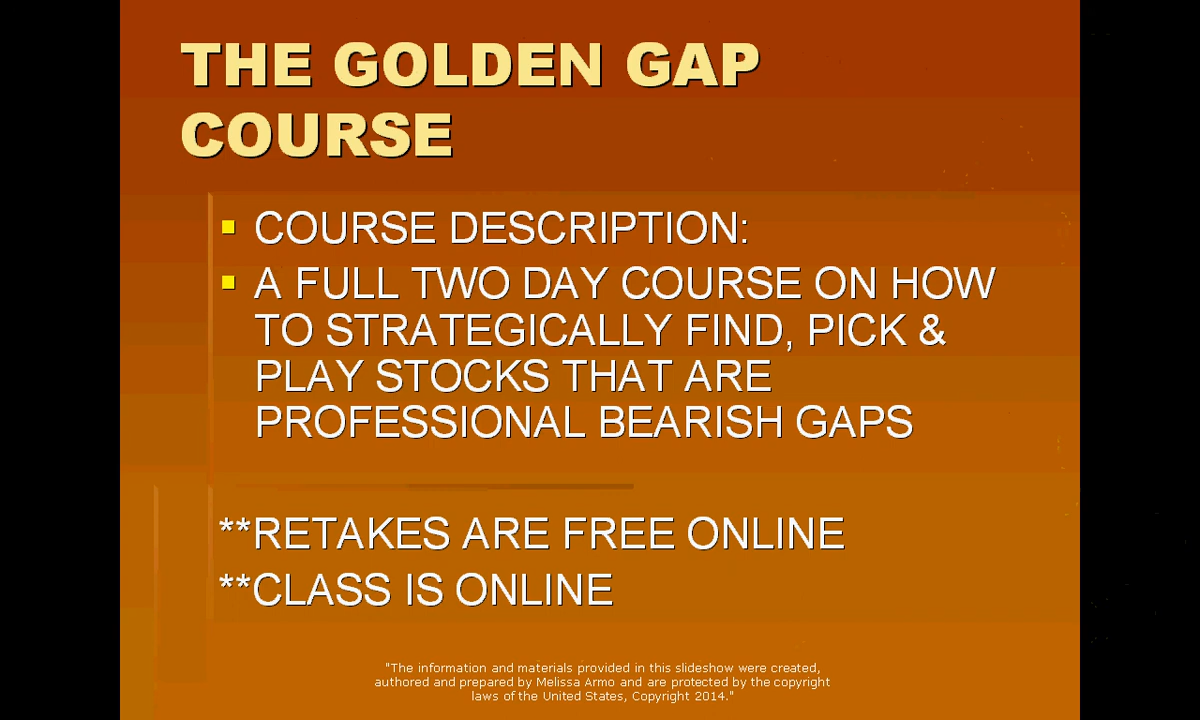 THE GOLDEN GAP
COURSE
COURSE DESCRIPTION:
A FULL TWO DAY COURSE ON HOW
TO STRATEGICALLY FIND, PICK &
PLAY STOCKS THAT ARE
PROFESSIONAL BEARISH GAPS
**RETAKES ARE FREE ONLINE
**CLASS IS ONLINE
"The information and materials provided in this slideshow were created,
authored and prepared by Melissa Armo and are protected by the copyright
laws of the United States, Copyright 2014."